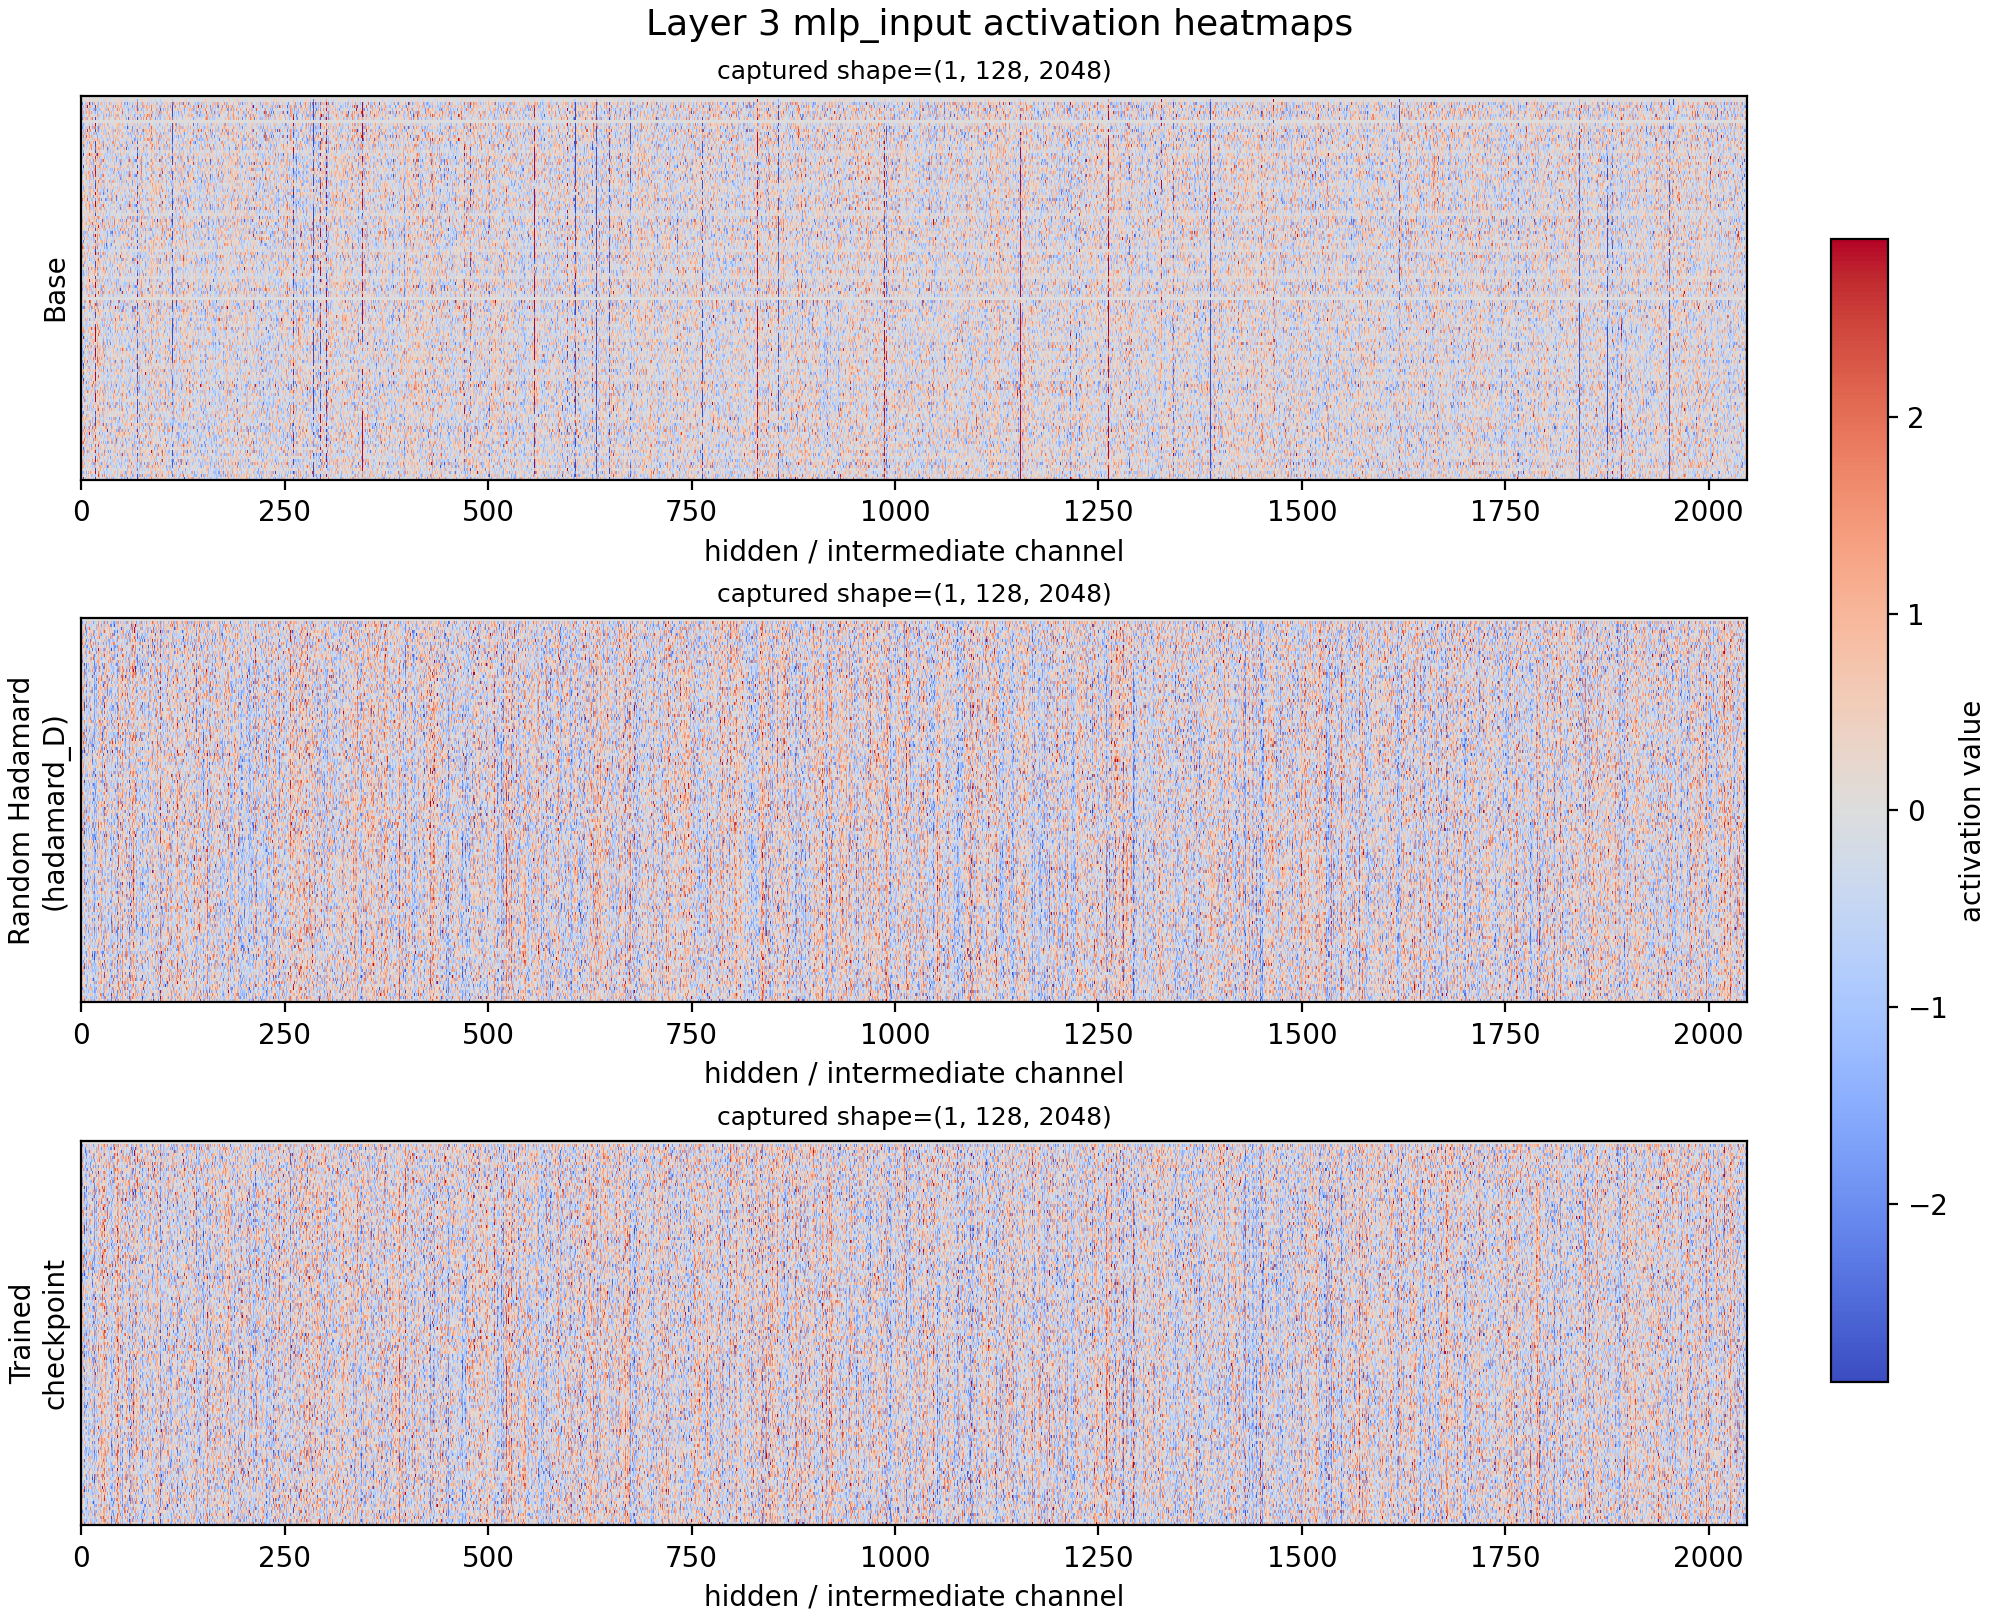 Layer 3 mlp_input activation heatmaps
captured shape=(1, 128, 2048)
Base
0 250 500 750 1000 1250 1500 1750 2000
hidden / intermediate channel
captured shape=(1, 128, 2048)
Random Hadamard
(hadamard_D)
0 250 500 750 1000 1250 1500 1750 2000
hidden / intermediate channel
captured shape=(1, 128, 2048)
Trained
checkpoint
0 250 500 750 1000 1250 1500 1750 2000
hidden / intermediate channel
2
1
0
−1
−2
activation value